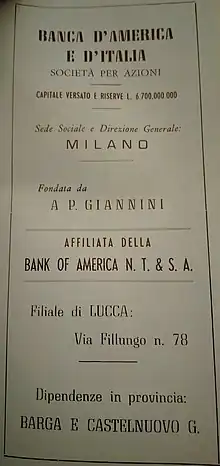 BANCA D'AMERICA
E D'ITALIA
SOCIETÀ PER AZIONI
CAPITALE VERSATO E RISERVE L. 6.700.000.000
Sede Sociale e Direzione Generale:
MILANO
Fondata da
A P. GIANNINI
AFFILIATA DELLA
BANK OF AMERICA N. T. & S. A.
Filiale di LUCCA:
Via Fillungo n. 78
Dipendenze in provincia:
BARGA E CASTELNUOVO G.